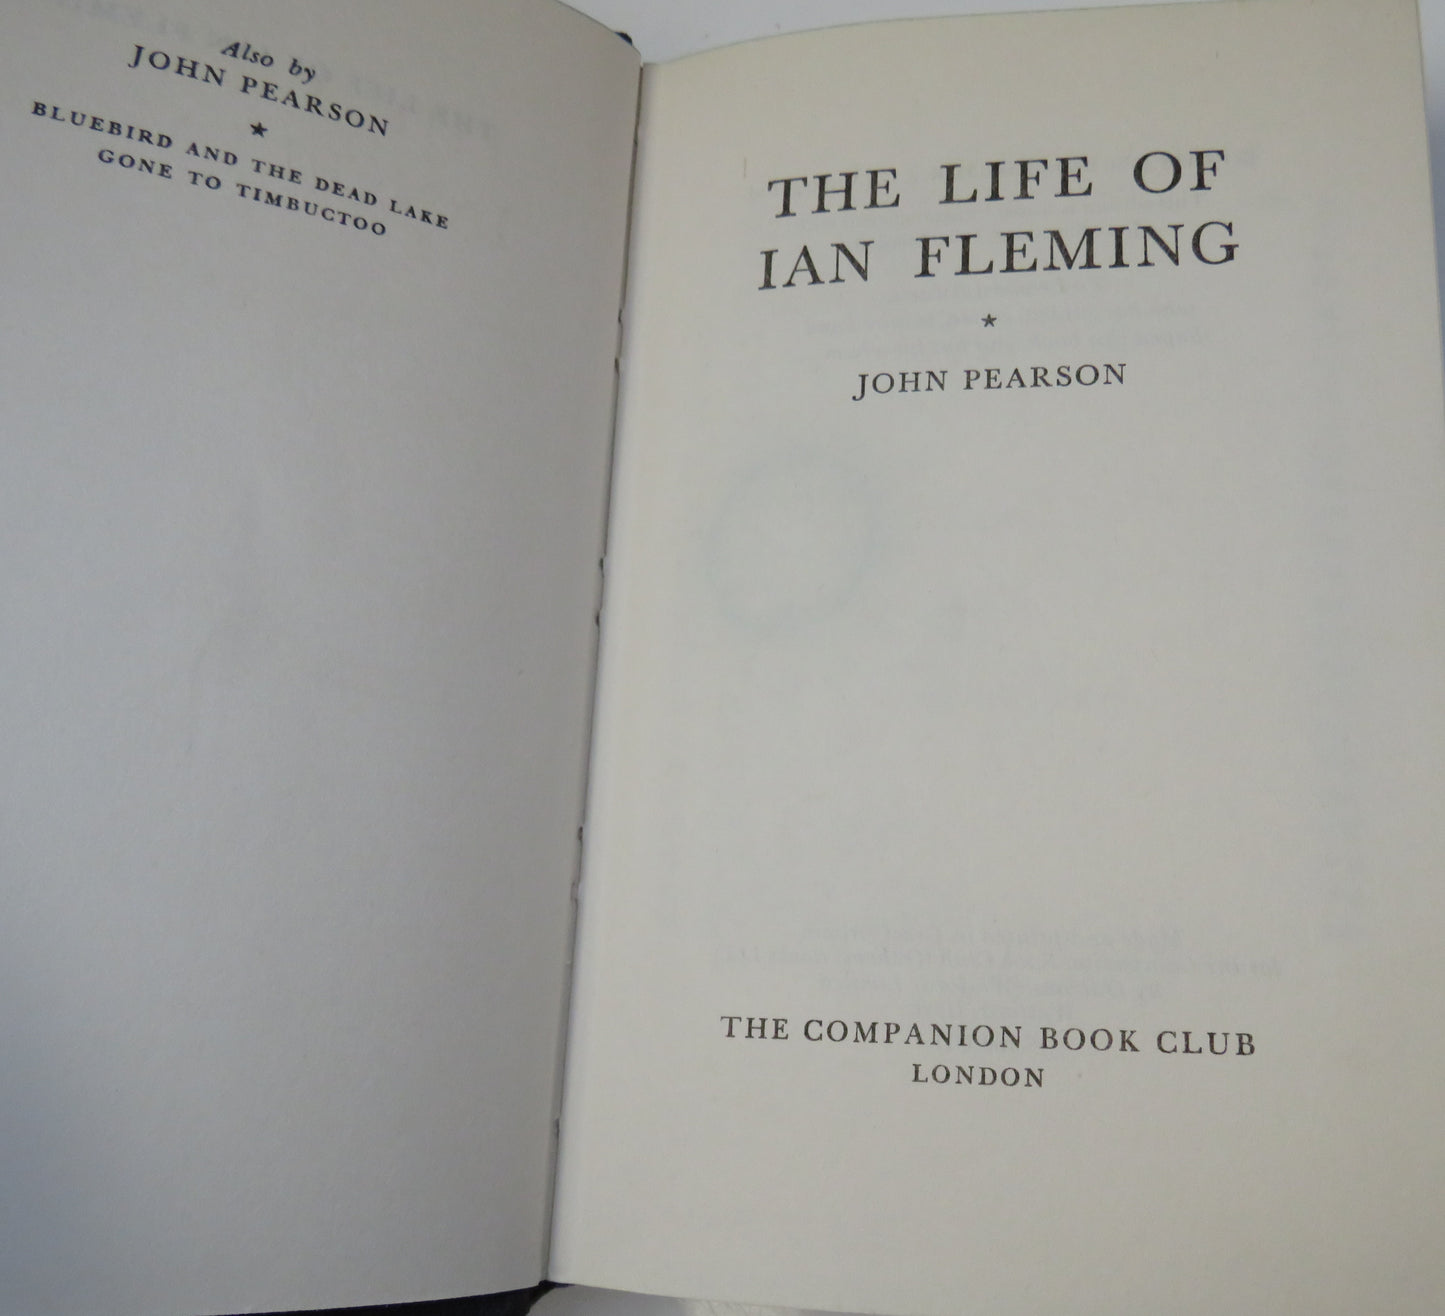 Also by
JOHN PEARSON
★
BLUEBIRD AND THE DEAD LAKE
GONE TO TIMBUCTOO
THE LIFE OF
IAN FLEMING
★
JOHN PEARSON
THE COMPANION BOOK CLUB
LONDON